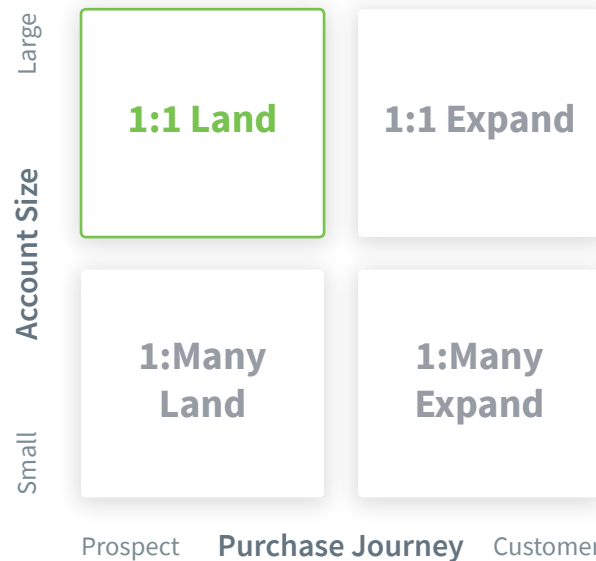 Large
1:1 Land
1:1 Expand
Account Size
1:Many
Land
1:Many
Expand
Small
Prospect
Purchase Journey
Customer